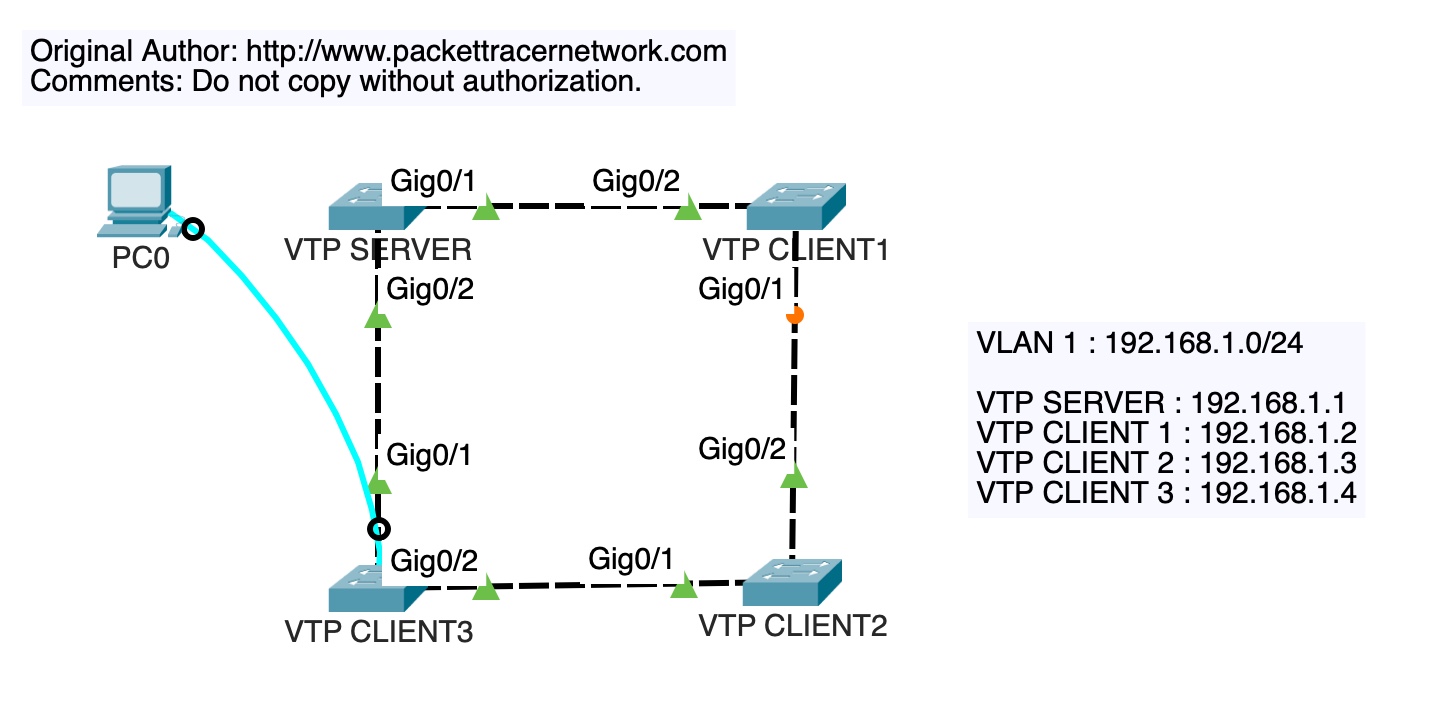 Original Author: http://www.packettracernetwork.com
Comments: Do not copy without authorization.
Gig0/1
Gig0/2
PC0
VTP SERVER
VTP CLIENT1
Gig0/2
Gig0/1
VLAN 1 : 192.168.1.0/24
VTP SERVER : 192.168.1.1
VTP CLIENT 1 : 192.168.1.2
VTP CLIENT 2 : 192.168.1.3
VTP CLIENT 3 : 192.168.1.4
Gig0/1
Gig0/2
Gig0/2
Gig0/1
VTP CLIENT3
VTP CLIENT2